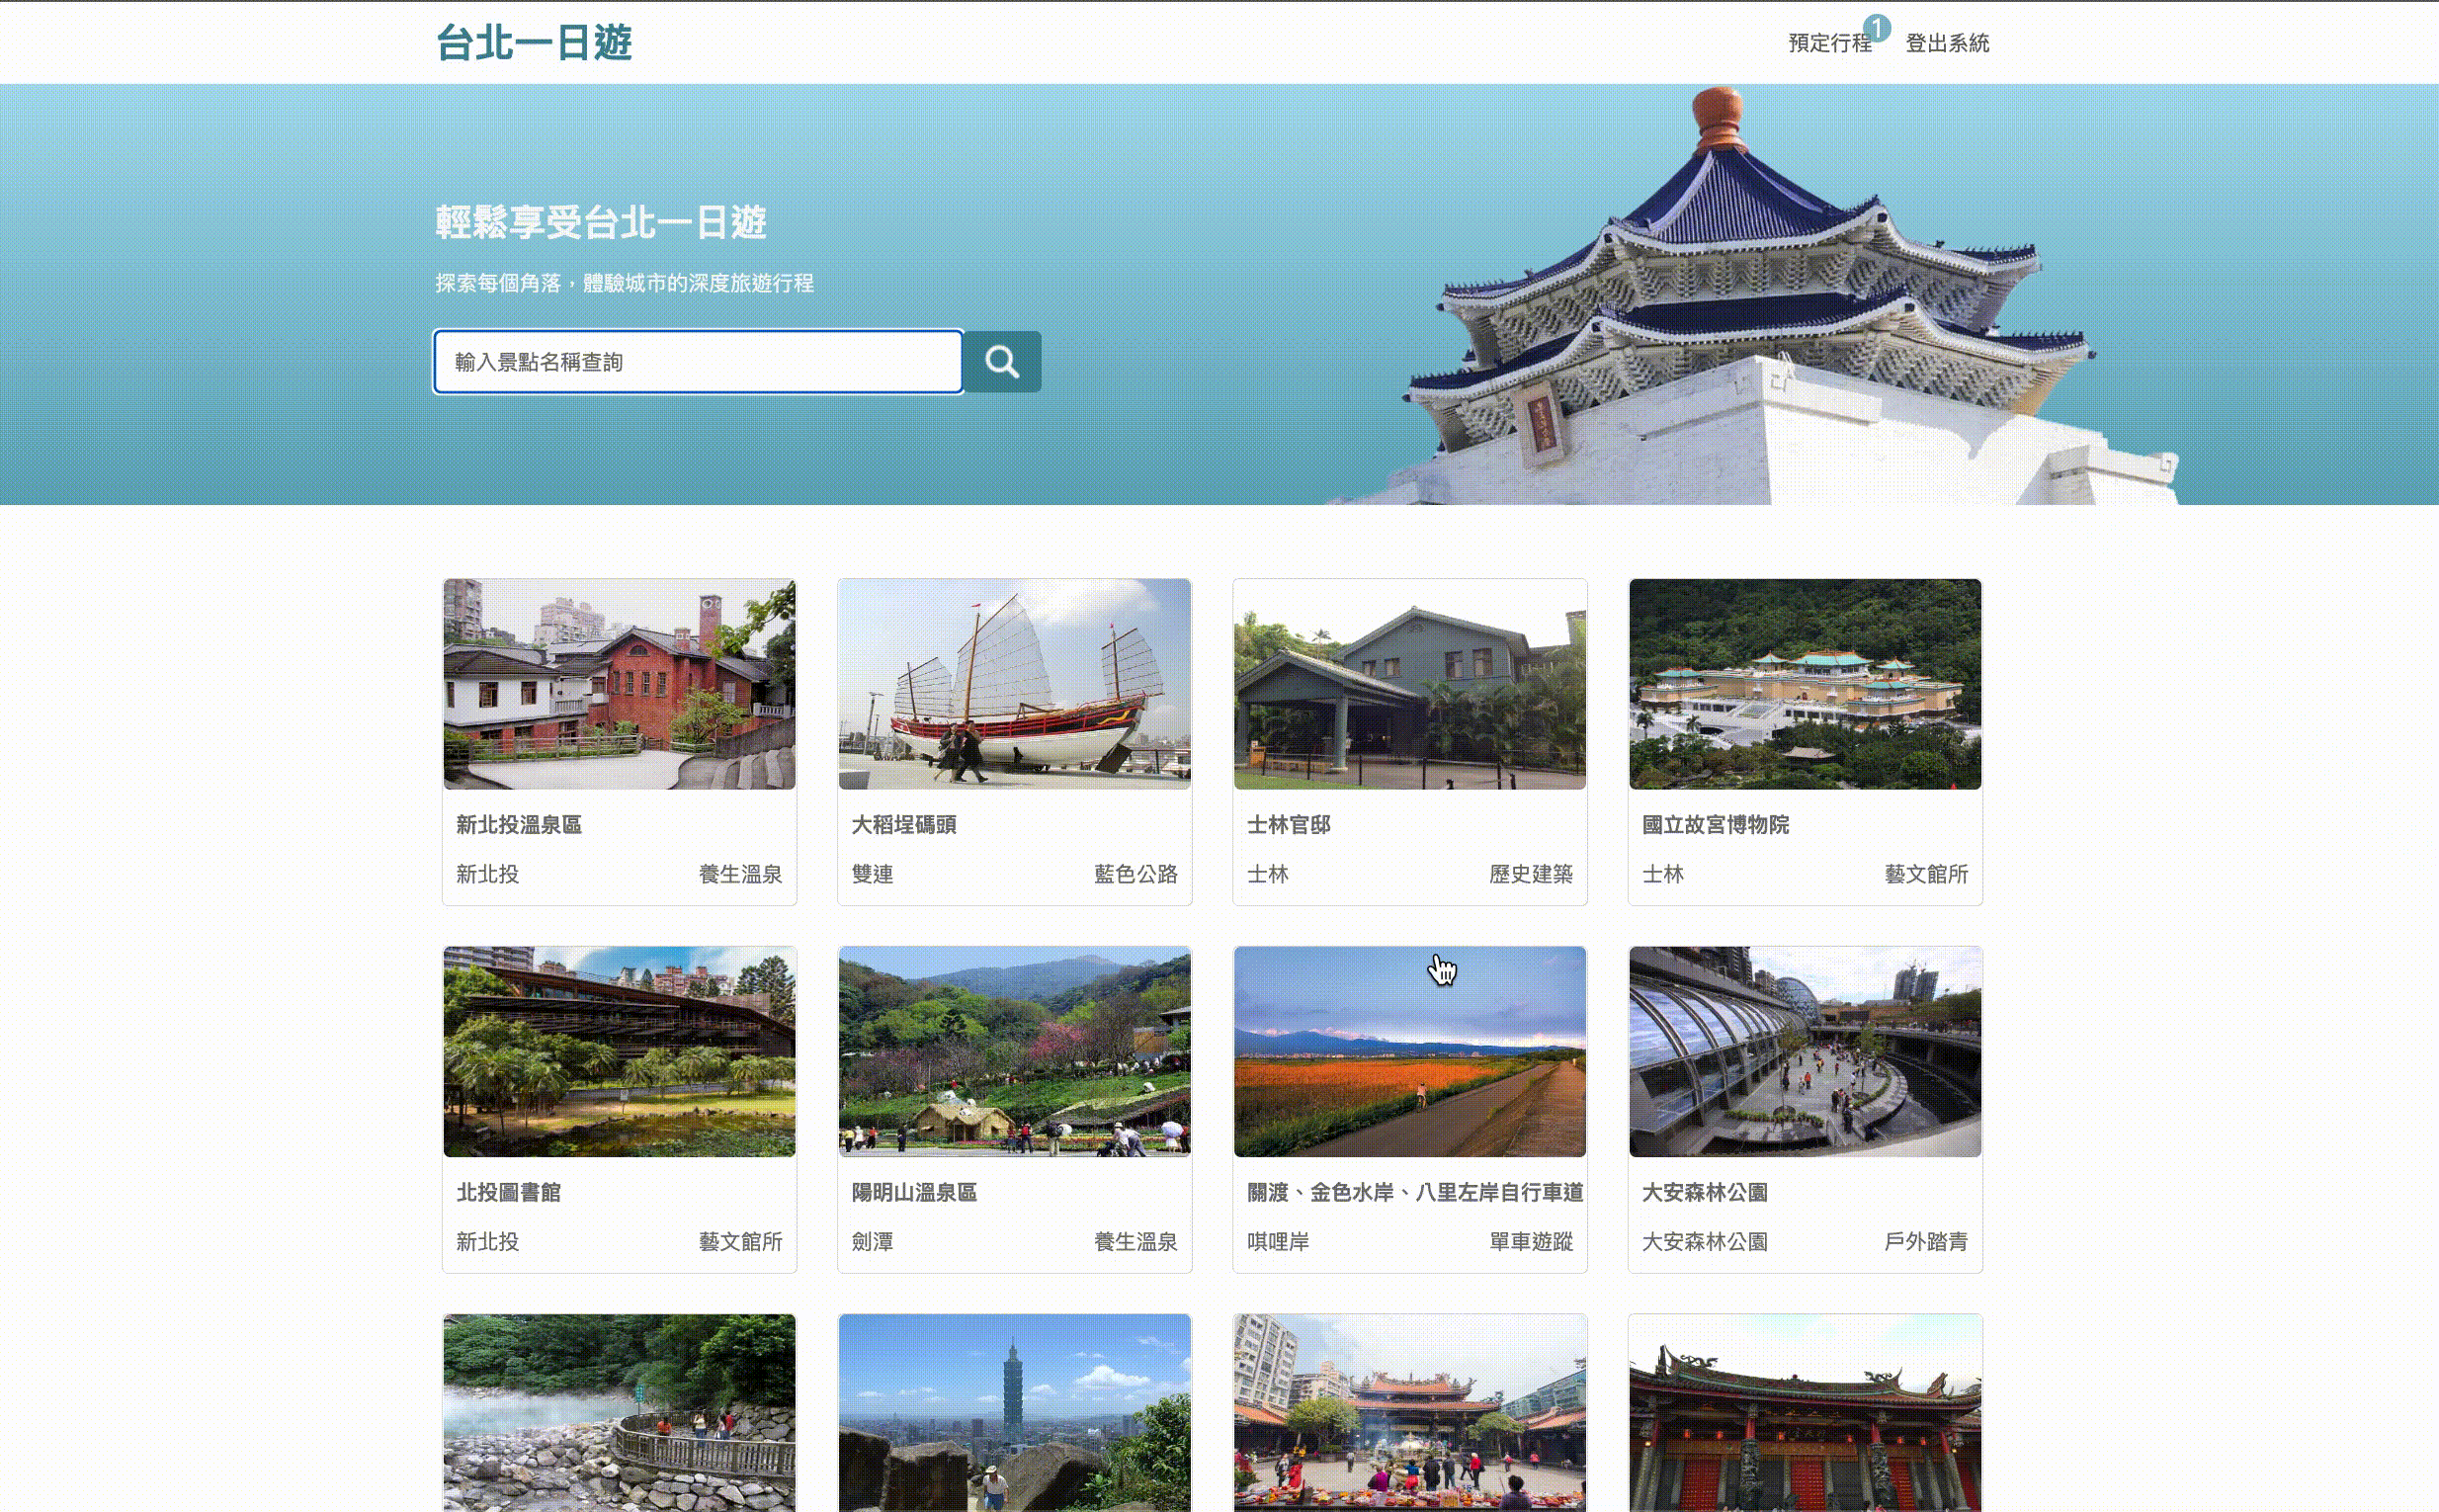 台北一日遊
預定行程 1 登出系統
輕鬆享受台北一日遊
探索每個角落，體驗城市的深度旅遊行程
輸入景點名稱查詢
新北投溫泉區
新北投 養生溫泉
大稻埕碼頭
雙連 藍色公路
士林官邸
士林 歷史建築
國立故宮博物院
士林 藝文館所
北投圖書館
新北投 藝文館所
陽明山溫泉區
劍潭 養生溫泉
關渡、金色水岸、八里左岸自行車道
唭哩岸 單車遊蹤
大安森林公園
大安森林公園 戶外踏青